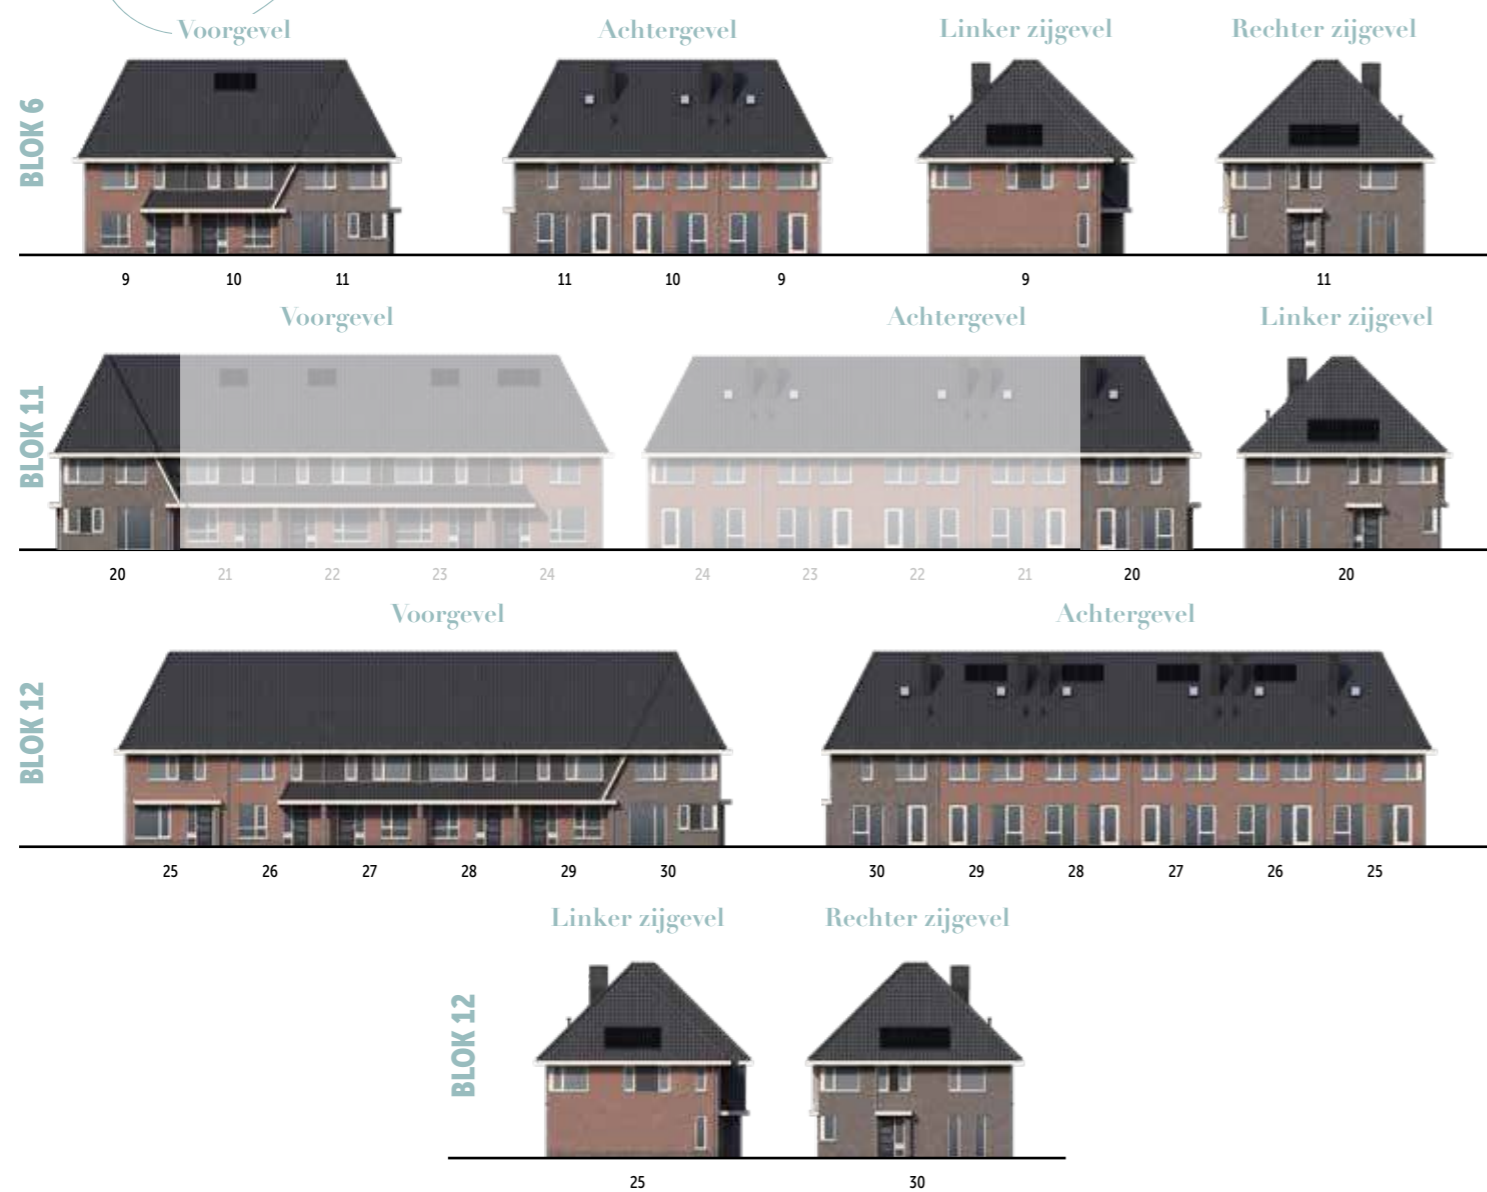 Voorgevel Achtergevel Linker zijgevel Rechter zijgevel
BLOK 6
9 10 11 11 10 9 9 11
Voorgevel Achtergevel Linker zijgevel
BLOK 11
20 21 22 23 24 24 23 22 21 20 20
Voorgevel Achtergevel
BLOK 12
25 26 27 28 29 30 30 29 28 27 26 25
Linker zijgevel Rechter zijgevel
BLOK 12
25 30